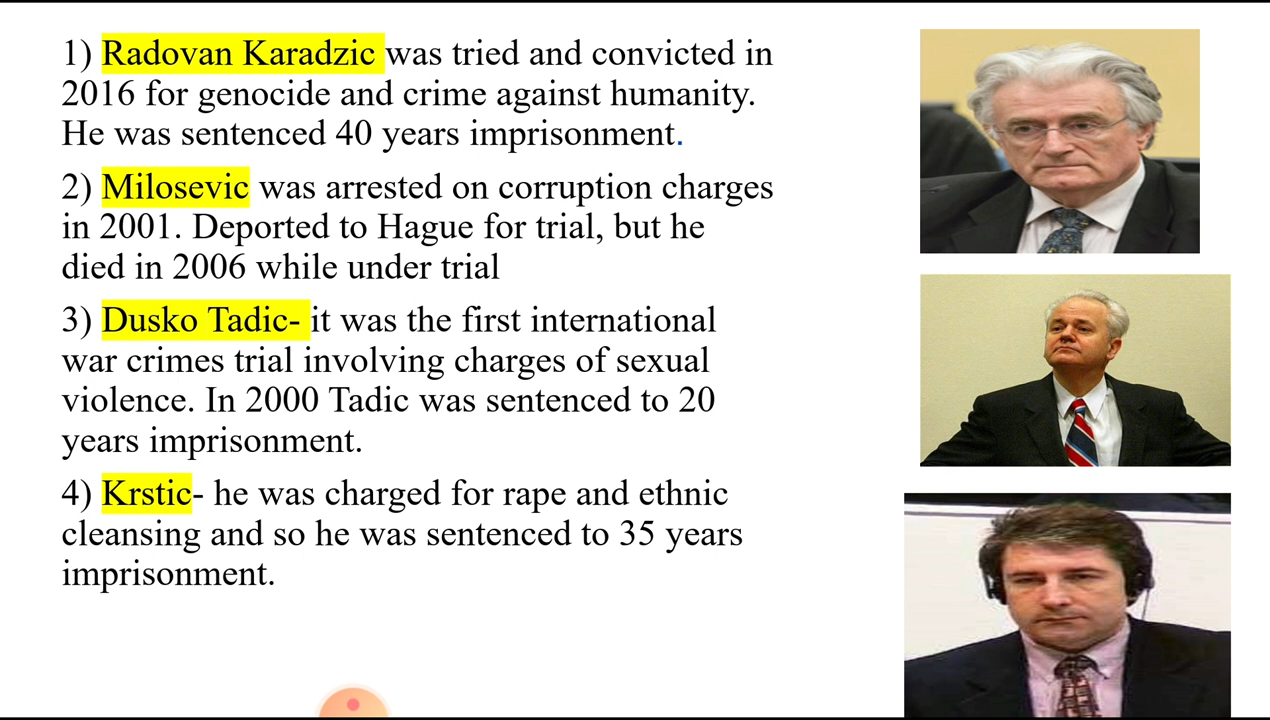 1) Radovan Karadzic was tried and convicted in
2016 for genocide and crime against humanity.
He was sentenced 40 years imprisonment.
2) Milosevic was arrested on corruption charges
in 2001. Deported to Hague for trial, but he
died in 2006 while under trial
3) Dusko Tadic- it was the first international
war crimes trial involving charges of sexual
violence. In 2000 Tadic was sentenced to 20
years imprisonment.
4) Krstic- he was charged for rape and ethnic
cleansing and so he was sentenced to 35 years
imprisonment.